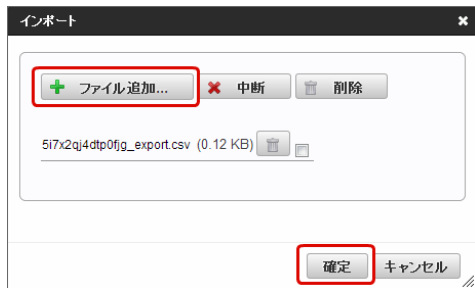 インポート
ファイル追加... 中断 削除
5i7x2qj4dtp0fjg_export.csv (0.12 KB)
確定 キャンセル